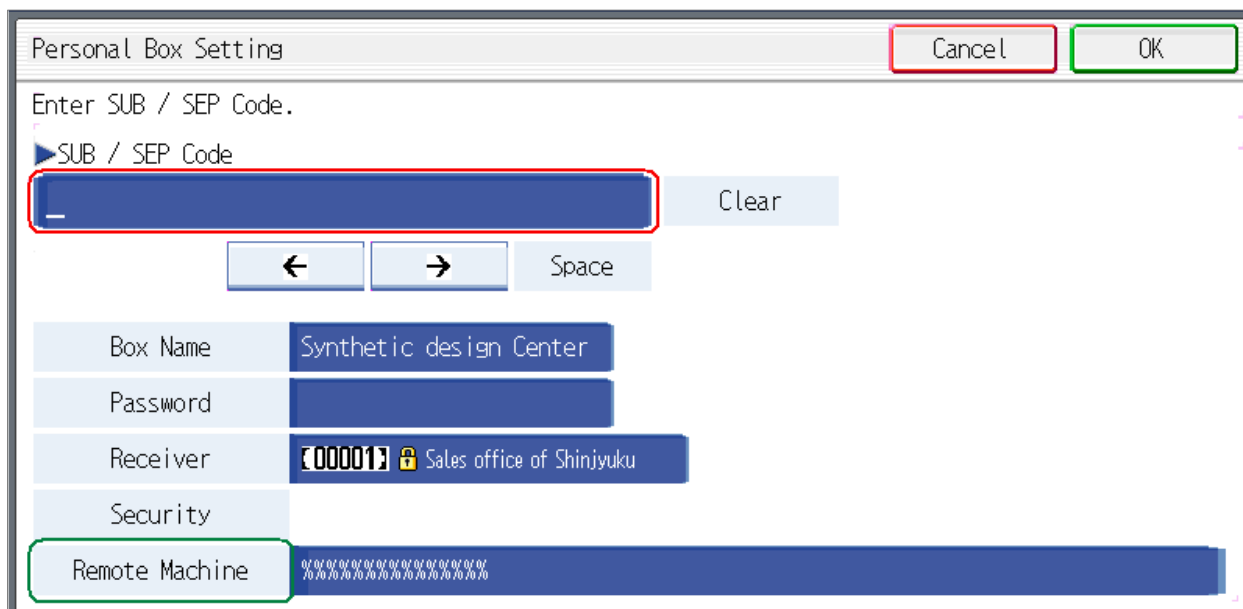 Personal Box Setting Cancel OK
Enter SUB / SEP Code.
▶SUB / SEP Code
_ Clear
← → Space
Box Name Synthetic design Center
Password
Receiver 【00001】 Sales office of Shinjyuku
Security
Remote Machine %%%%%%%%%%%%%%%